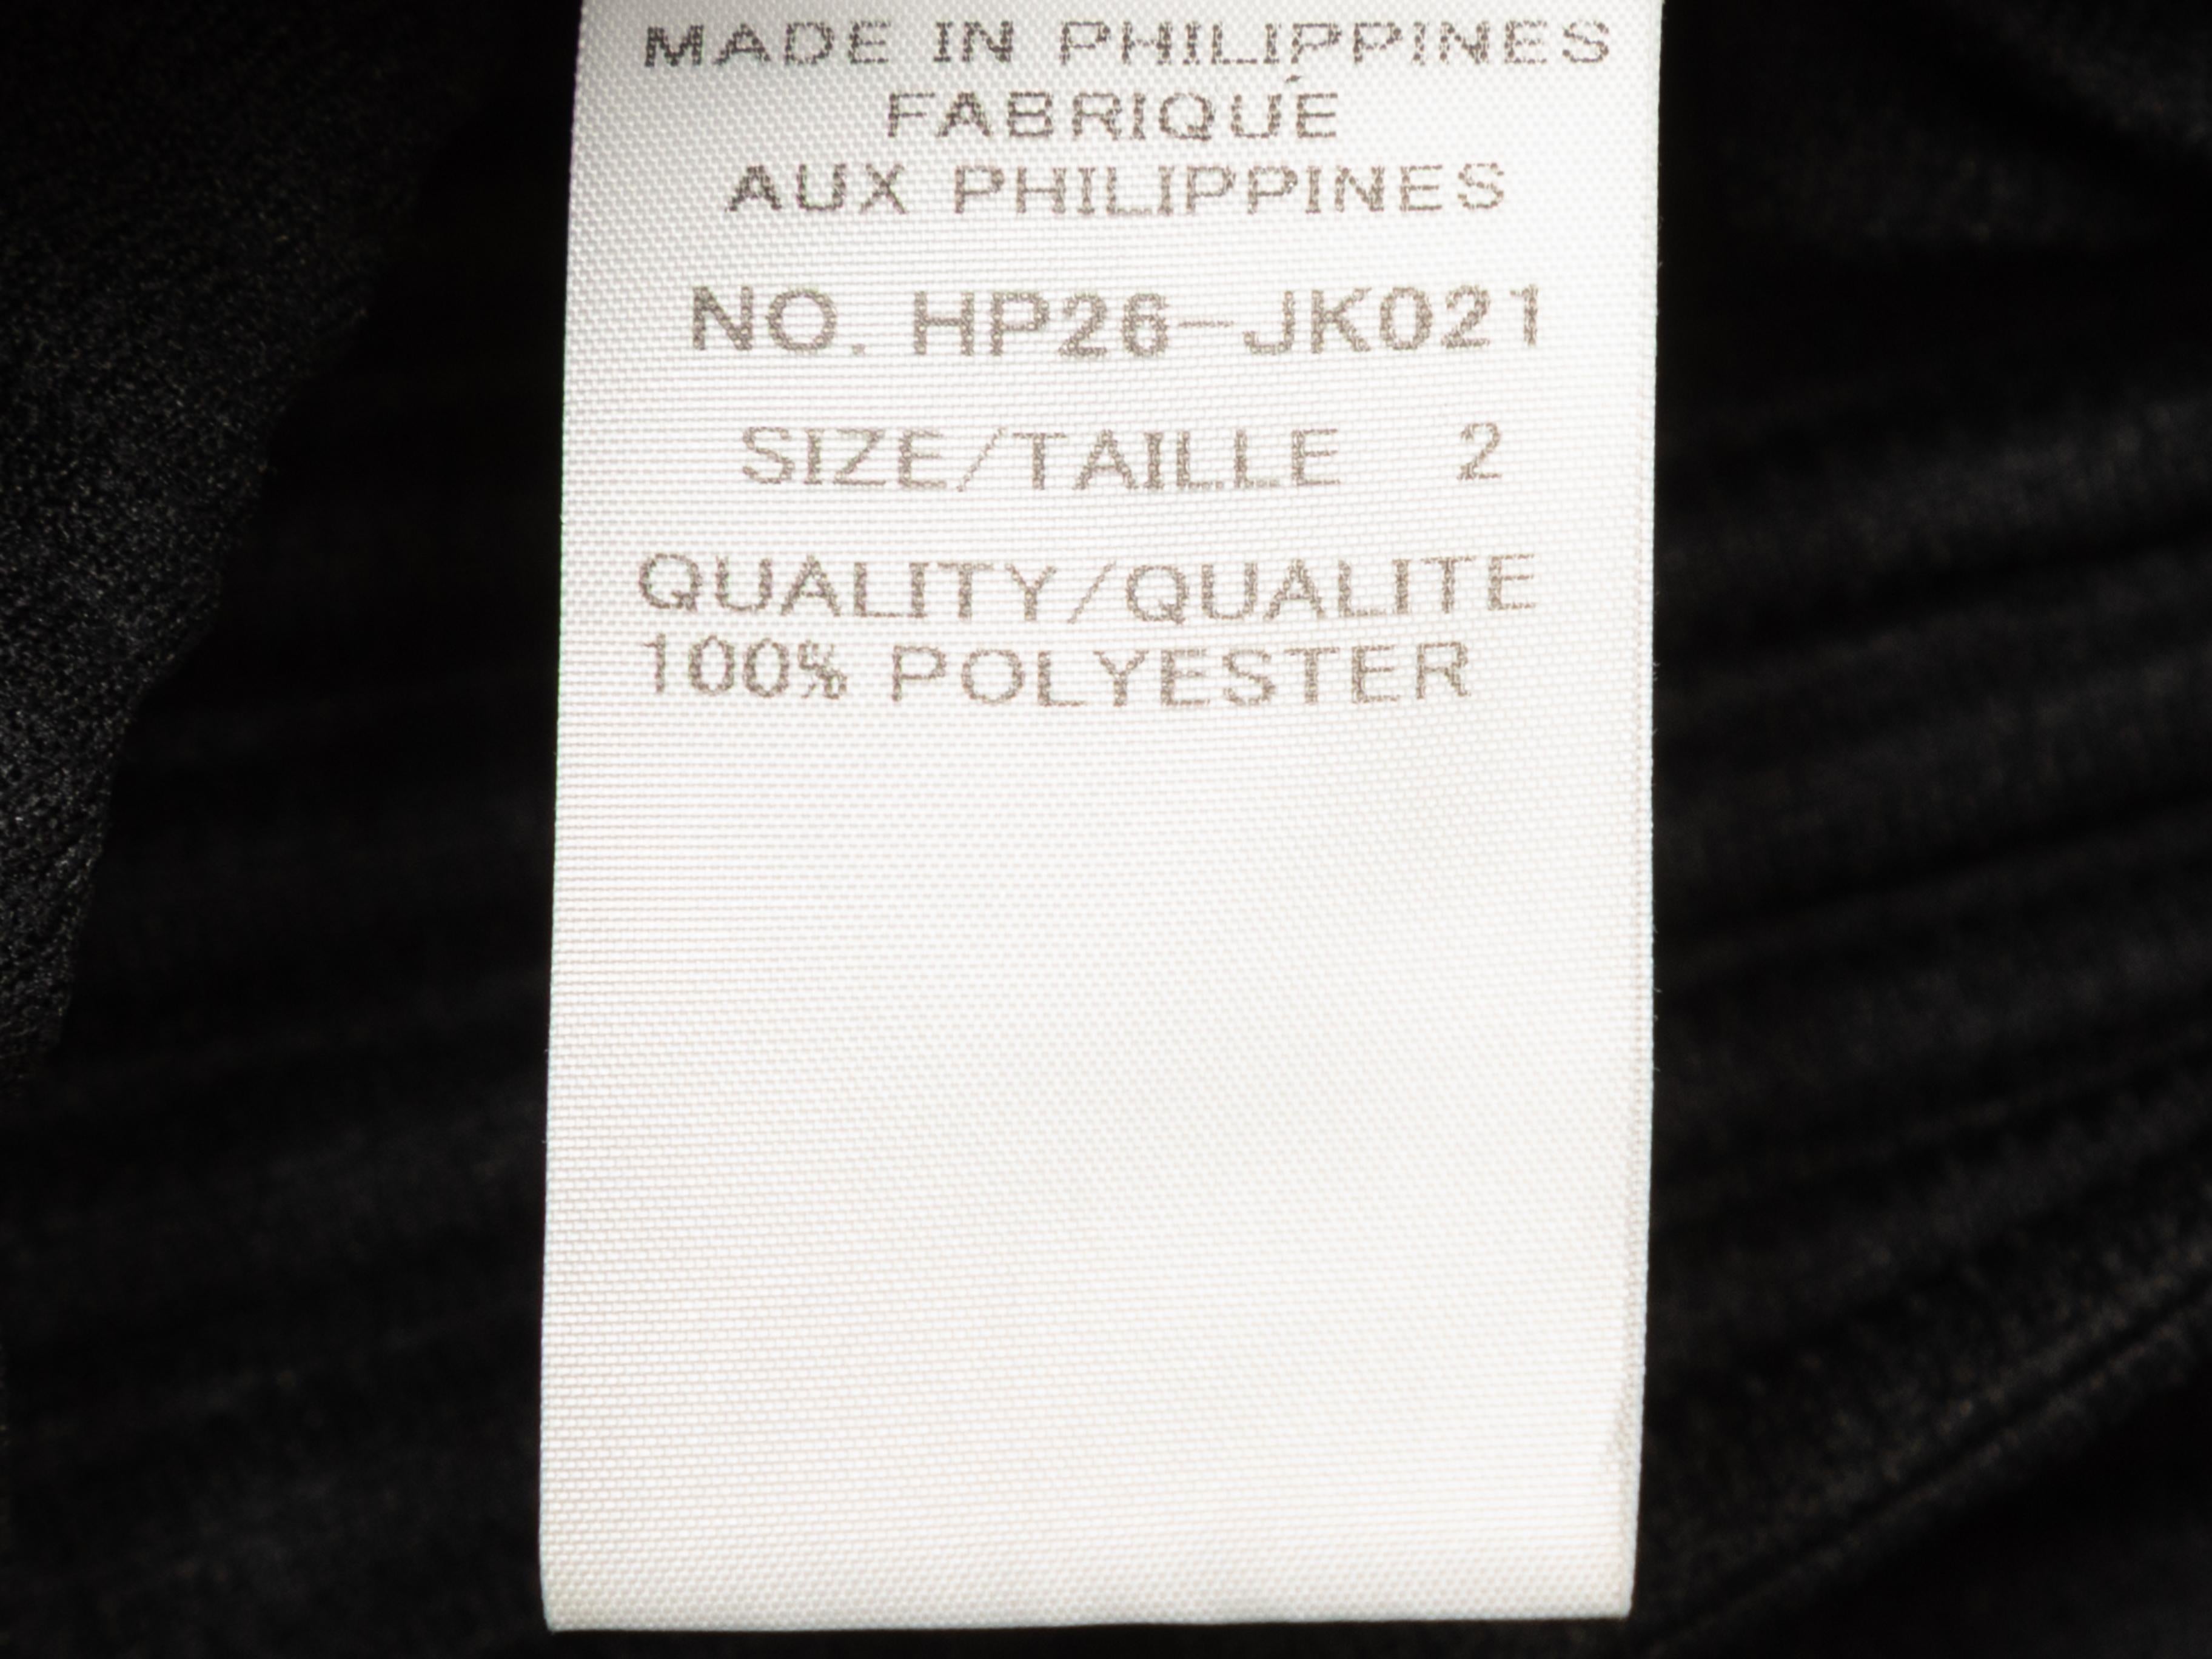 MADE IN PHILIPPINES
FABRIQUÉ
AUX PHILIPPINES
NO. HP26-JK021
SIZE/TAILLE 2
QUALITY/QUALITE
100% POLYESTER